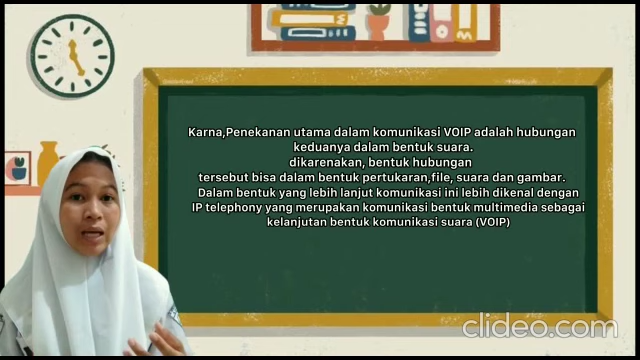 Karna,Penekanan utama dalam komunikasi VOIP adalah hubungan
keduanya dalam bentuk suara.
dikarenakan, bentuk hubungan
tersebut bisa dalam bentuk pertukaran,file, suara dan gambar.
Dalam bentuk yang lebih lanjut komunikasi ini lebih dikenal dengan
IP telephony yang merupakan komunikasi bentuk multimedia sebagai
kelanjutan bentuk komunikasi suara (VOIP)
clideo.com